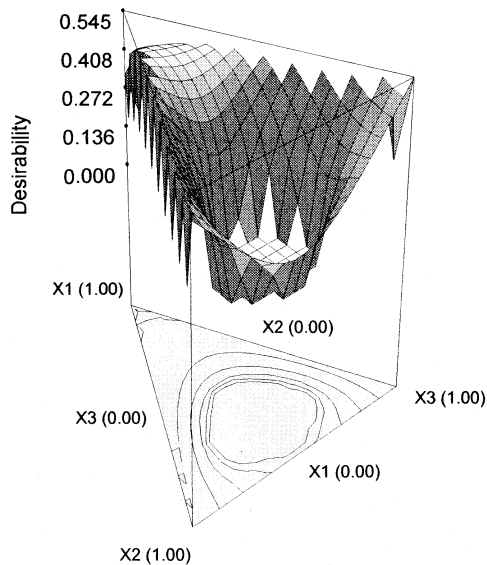 0.545
0.408
0.272
0.136
0.000
Desirability
X1 (1.00)
X2 (0.00)
X3 (1.00)
X3 (0.00)
X1 (0.00)
X2 (1.00)